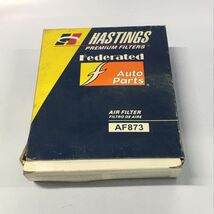 HASTINGS
PREMIUM FILTERS
Federated
f Auto
Parts
AIR FILTER
FILTRO DE AIRE
AF873